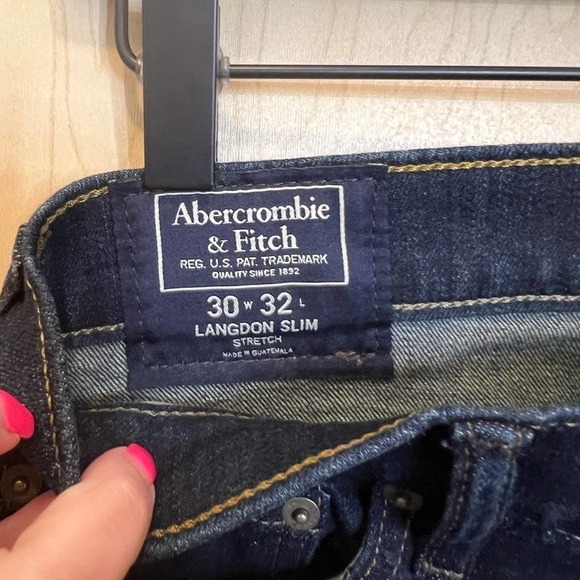 Abercrombie
& Fitch
REG. U.S. PAT. TRADEMARK
QUALITY SINCE 1892
30 W 32 L
LANGDON SLIM
STRETCH
MADE IN GUATEMALA